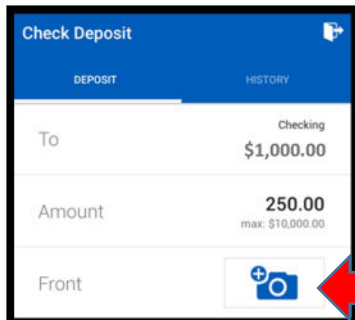 Check Deposit
DEPOSIT HISTORY
To
Checking
$1,000.00
Amount
250.00
max: $10,000.00
Front